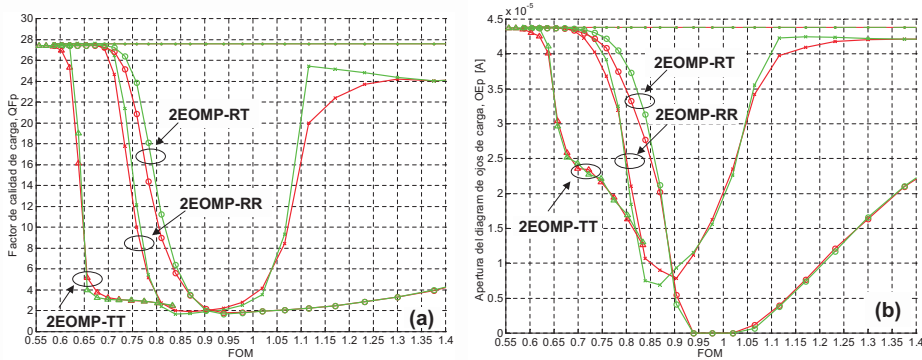 Factor de calidad de carga, QFp
30
28
26
24
22
20
18
16
14
12
10
8
6
4
2
0
2EOMP-RT
2EOMP-RR
2EOMP-TT
(a)
0.55 0.6 0.65 0.7 0.75 0.8 0.85 0.9 0.95 1 1.05 1.1 1.15 1.2 1.25 1.3 1.35 1.4
FOM
Apertura del diagram de ojos de carga, OEp [A]
x 10⁻⁵
4.5
4
3.5
3
2.5
2
1.5
1
0.5
0
2EOMP-RT
2EOMP-RR
2EOMP-TT
(b)
0.55 0.6 0.65 0.7 0.75 0.8 0.85 0.9 0.95 1 1.05 1.1 1.15 1.2 1.25 1.3 1.35 1.4
FOM